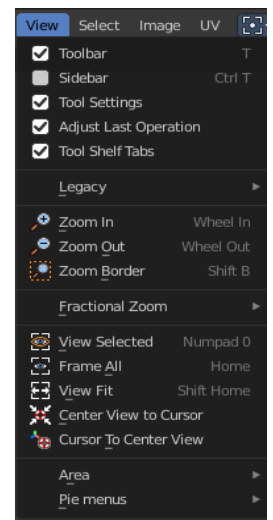 View Select Image UV
Toolbar T
Sidebar Ctrl T
Tool Settings
Adjust Last Operation
Tool Shelf Tabs
Legacy
Zoom In Wheel In
Zoom Out Wheel Out
Zoom Border Shift B
Fractional Zoom
View Selected Numpad 0
Frame All Home
View Fit Shift Home
Center View to Cursor
Cursor To Center View
Area
Pie menus